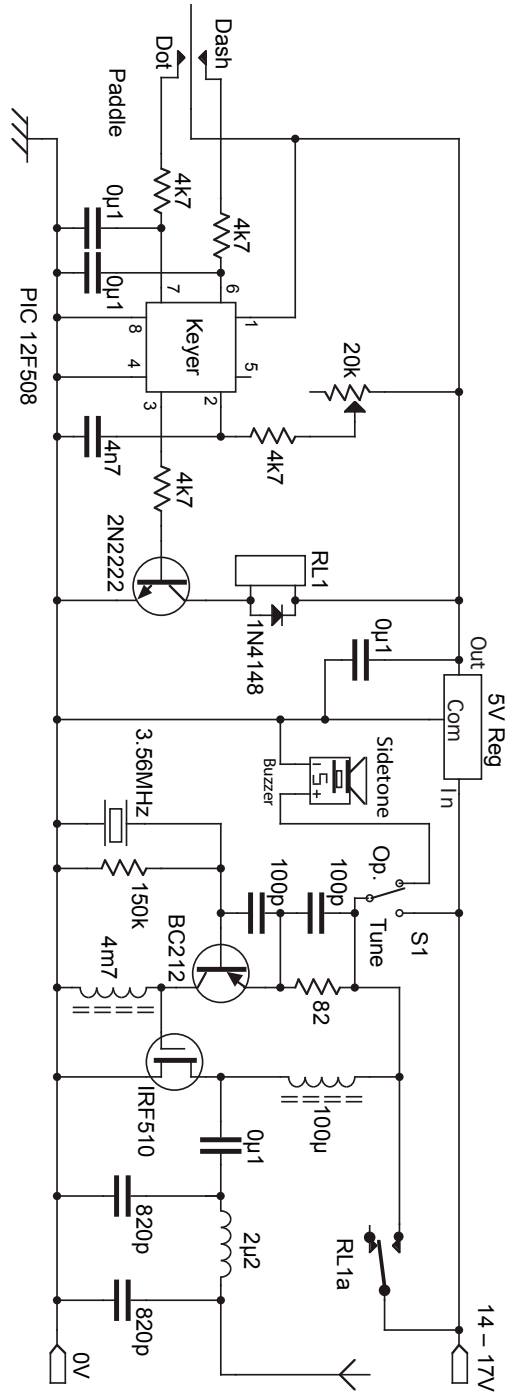 Dash
Dot
Paddle
4k7
4k7
0µ1
0µ1
6
7
1
8
Keyer
5
4
2
3
PIC 12F508
20k
4k7
4n7
4k7
2N2222
RL1
1N4148
0µ1
Out
5V Reg
Com
In
Sidetone
– +
Buzzer
3.56MHz
150k
100p
100p
Op.
Tune
S1
BC212
4m7
82
IRF510
100µ
0µ1
820p
2µ2
820p
RL1a
14 – 17V
0V